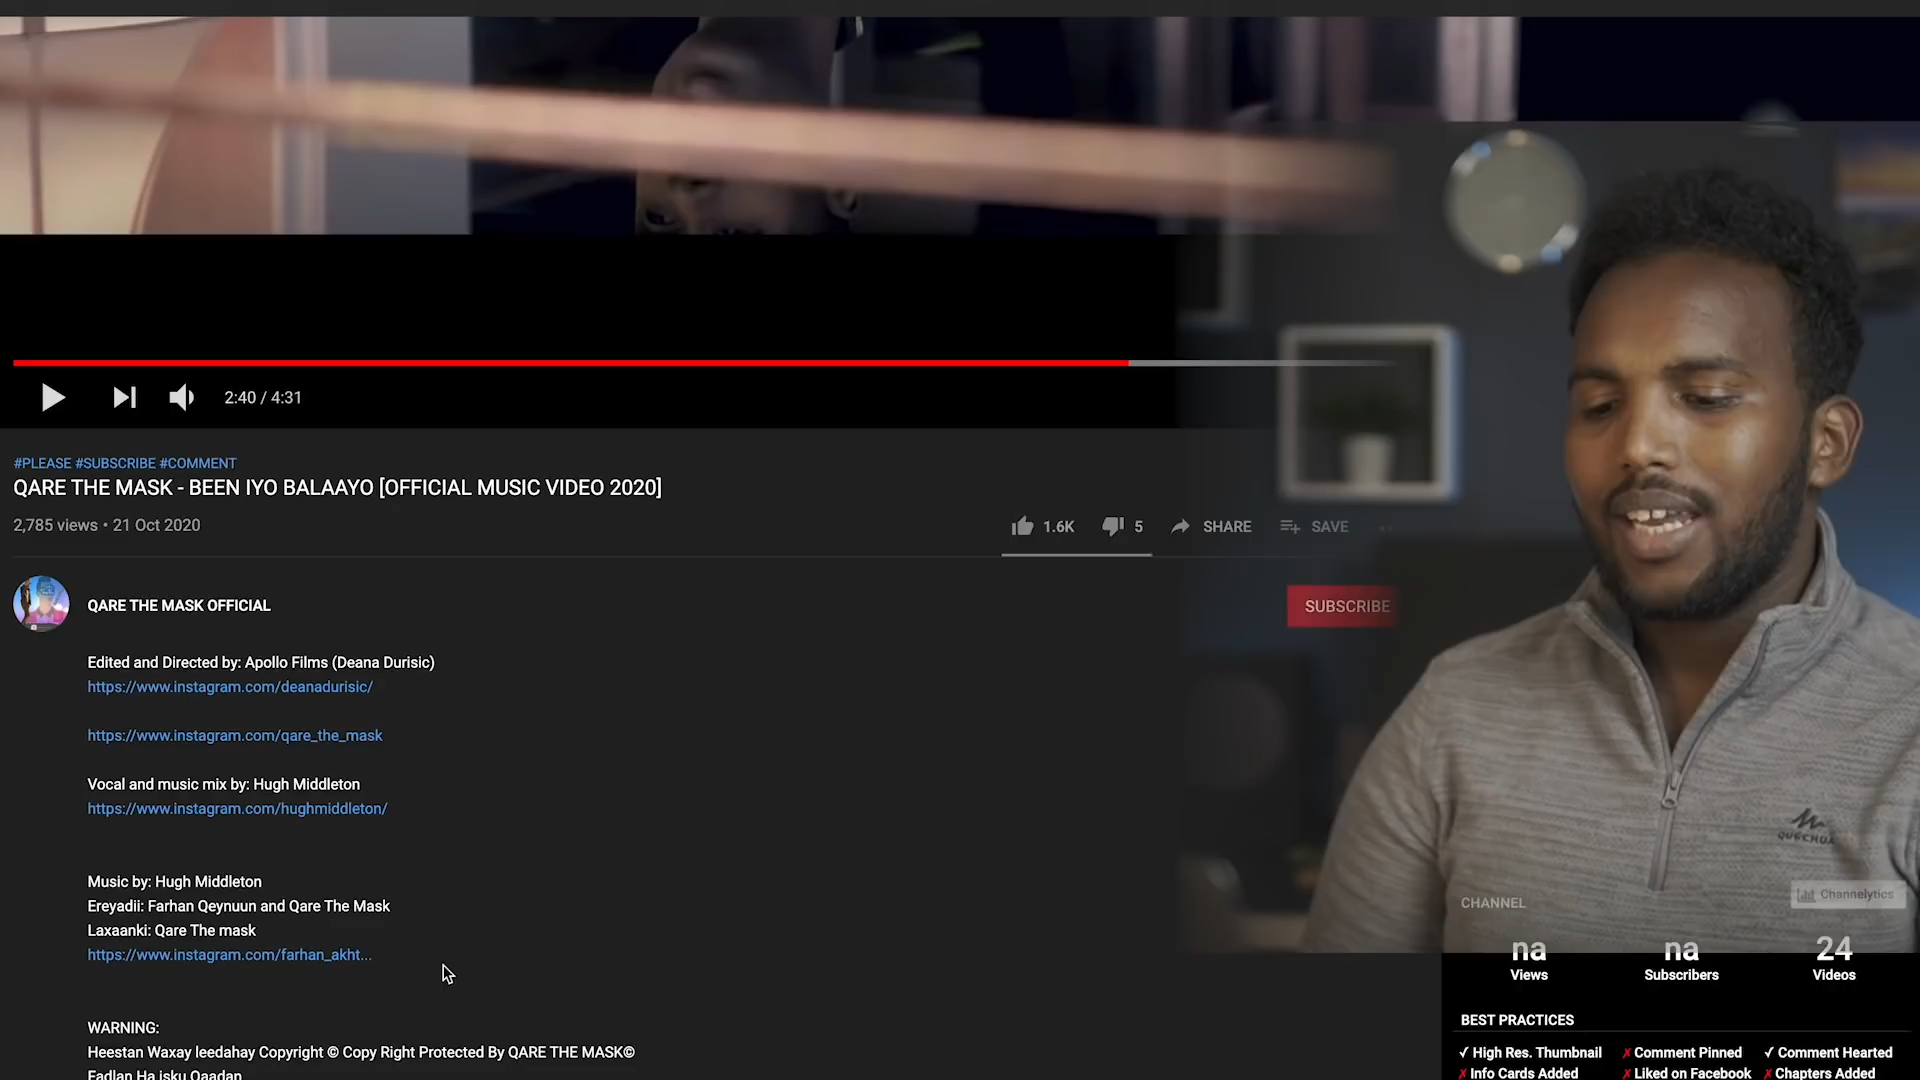 2:40 / 4:31
#PLEASE #SUBSCRIBE #COMMENT
QARE THE MASK - BEEN IYO BALAAYO [OFFICIAL MUSIC VIDEO 2020]
2,785 views • 21 Oct 2020
1.6K 5 SHARE SAVE
QARE THE MASK OFFICIAL
SUBSCRIBE
Edited and Directed by: Apollo Films (Deana Durisic)
https://www.instagram.com/deanadurisic/
https://www.instagram.com/qare_the_mask
Vocal and music mix by: Hugh Middleton
https://www.instagram.com/hughmiddleton/
Music by: Hugh Middleton
Ereyadii: Farhan Qeynuun and Qare The Mask
Laxaanki: Qare The mask
https://www.instagram.com/farhan_akht...
WARNING:
Heestan Waxay leedahay Copyright © Copy Right Protected By QARE THE MASK©
Fadlan Ha isku Qaadan
QUECHUA
CHANNEL
Channelytics
na na 24
Views Subscribers Videos
BEST PRACTICES
✓ High Res. Thumbnail ✗ Comment Pinned ✓ Comment Hearted
✗ Info Cards Added ✗ Liked on Facebook ✗ Chapters Added